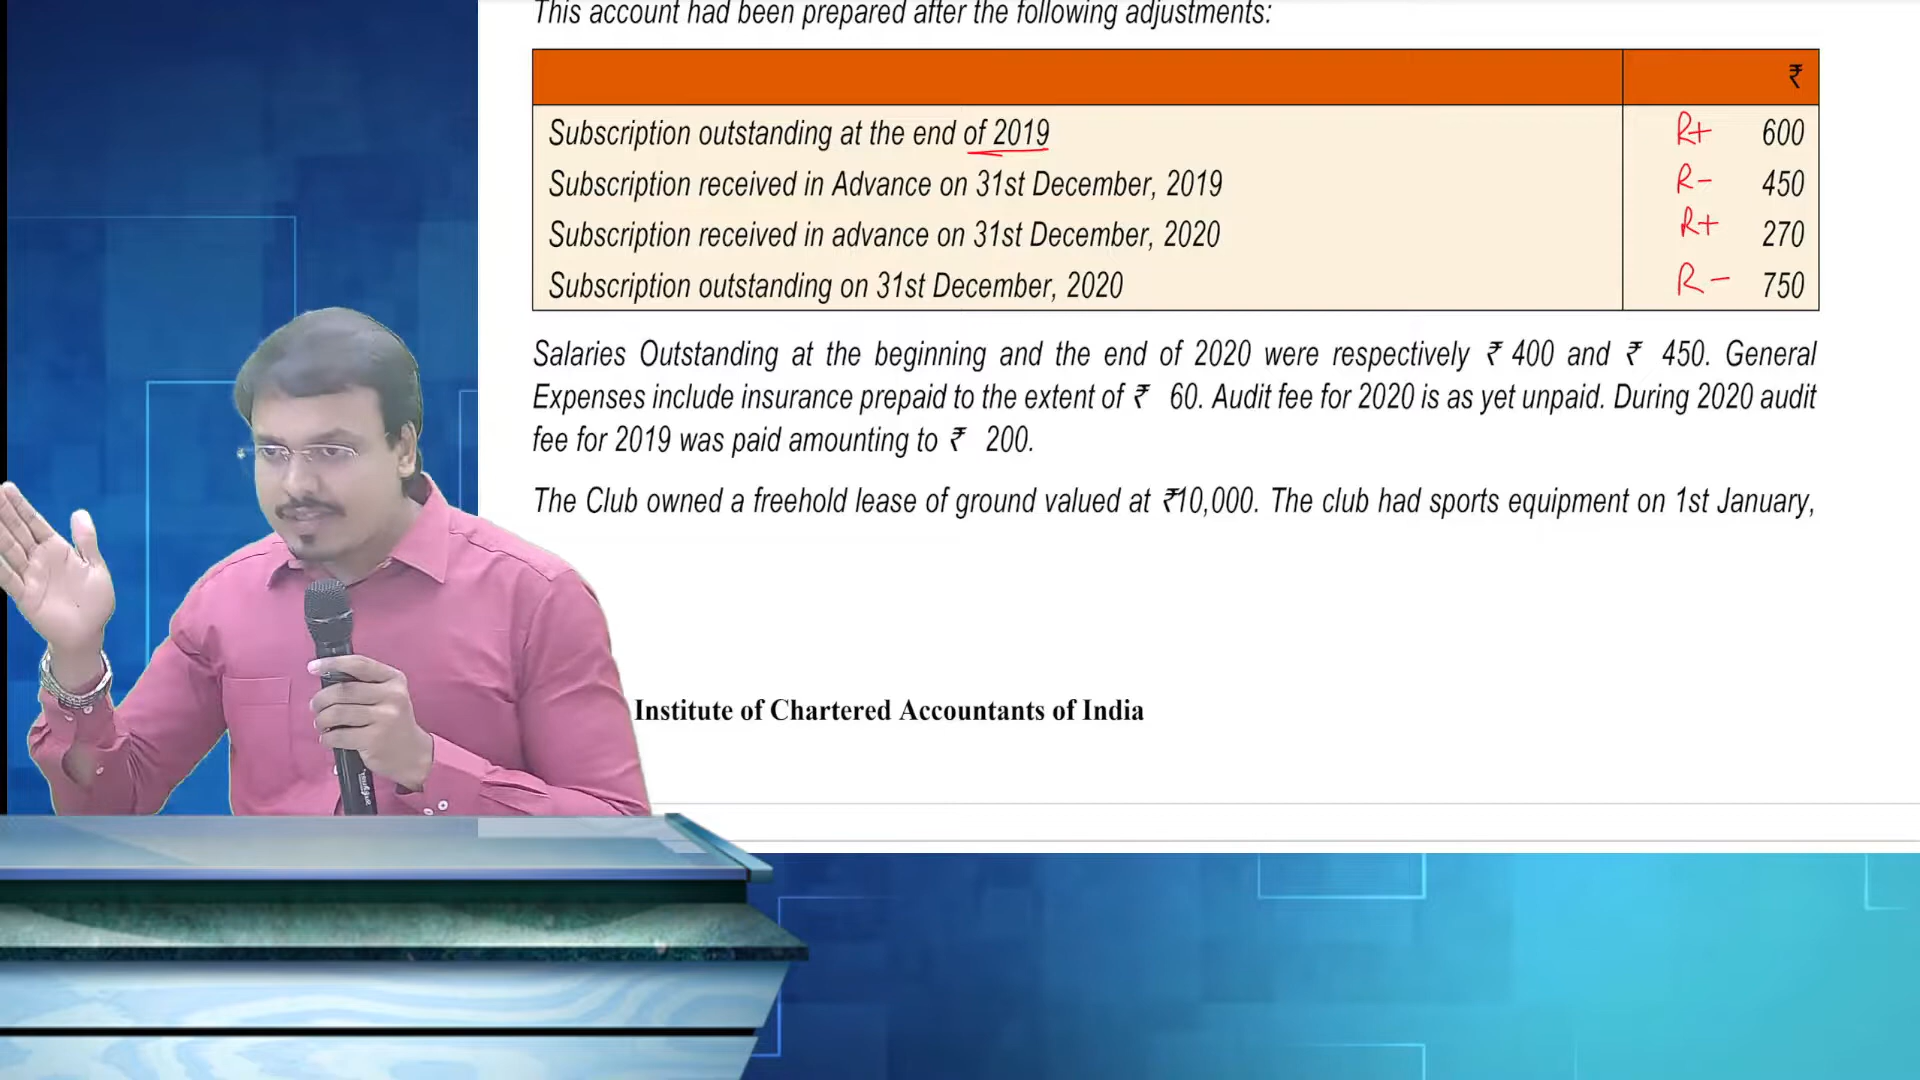 This account had been prepared after the following adjustments:
₹
Subscription outstanding at the end of 2019 R+ 600
Subscription received in Advance on 31st December, 2019 R- 450
Subscription received in advance on 31st December, 2020 R+ 270
Subscription outstanding on 31st December, 2020 R- 750
Salaries Outstanding at the beginning and the end of 2020 were respectively ₹ 400 and ₹ 450. General
Expenses include insurance prepaid to the extent of ₹ 60. Audit fee for 2020 is as yet unpaid. During 2020 audit
fee for 2019 was paid amounting to ₹ 200.
The Club owned a freehold lease of ground valued at ₹10,000. The club had sports equipment on 1st January,
Institute of Chartered Accountants of India